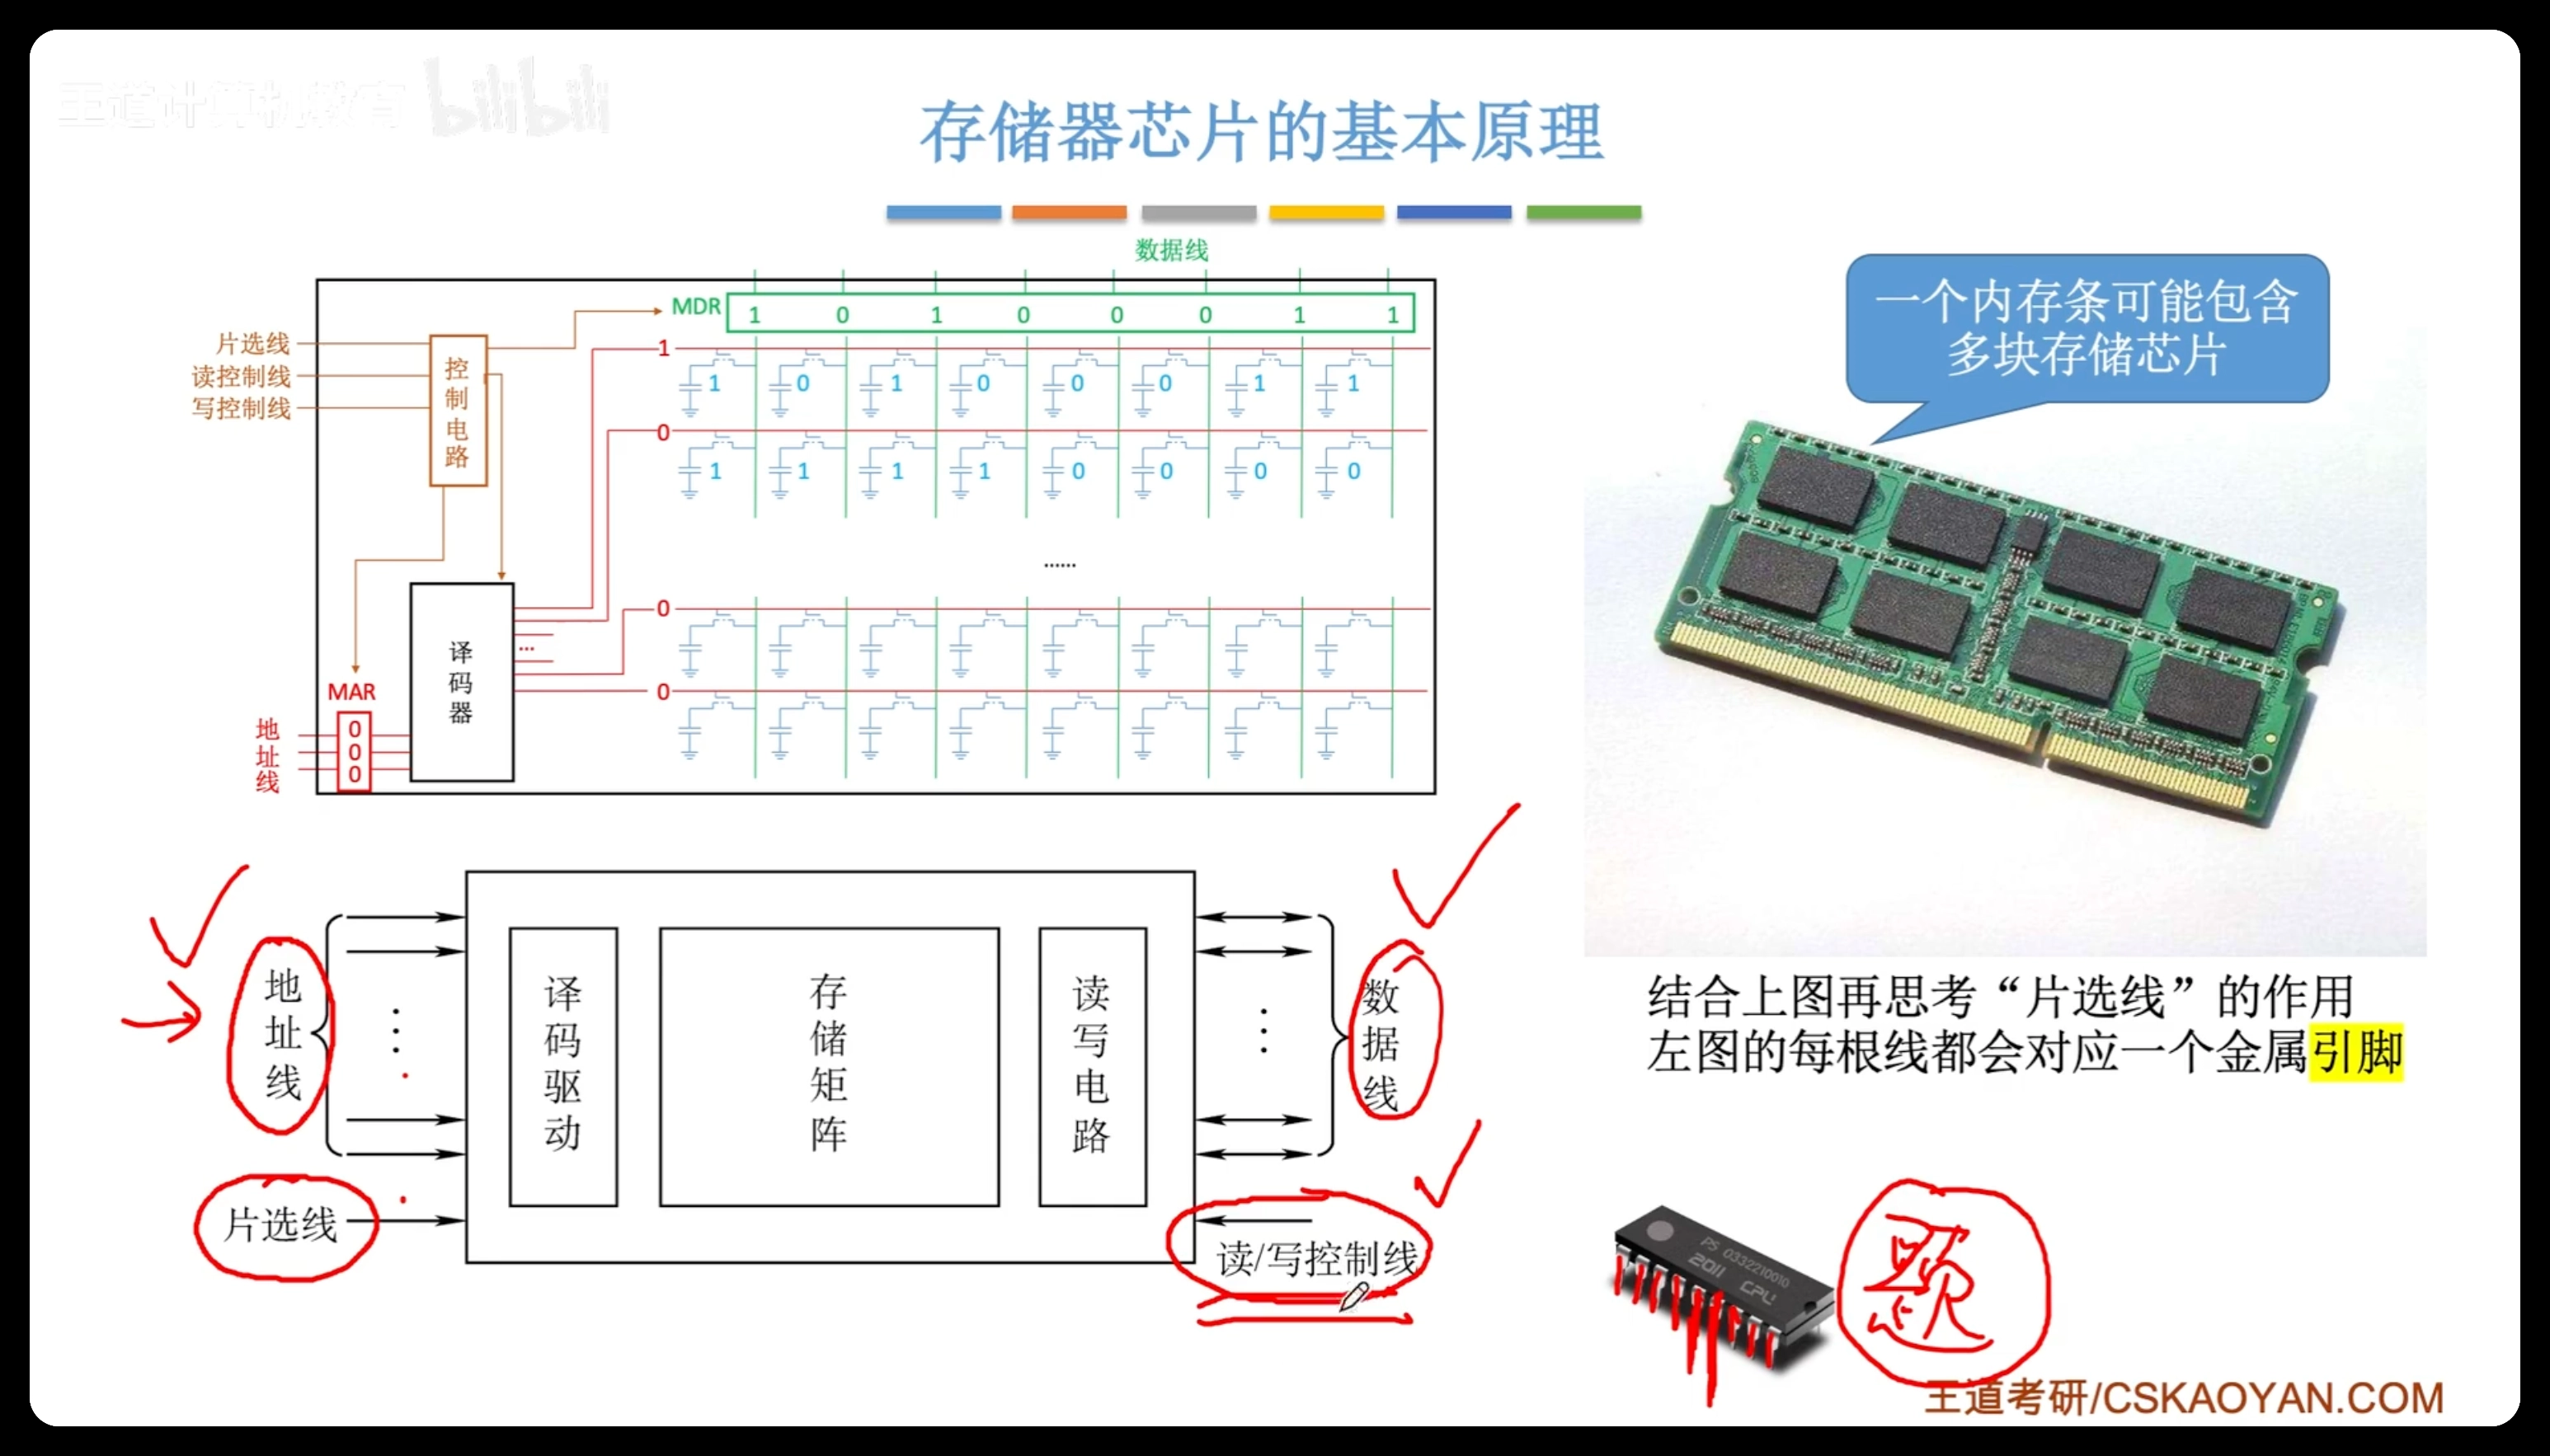 王道计算机教育 bilibili
存储器芯片的基本原理
数据线
MDR 1 0 1 0 0 0 1 1
片选线
读控制线
写控制线
控制电路
1
1 0 1 0 0 0 1 1
0
1 1 1 1 0 0 0 0
......
0
0
译码器
...
MAR
地址线
0
0
0
一个内存条可能包含
多块存储芯片
地址线
片选线
译码驱动
存储矩阵
读写电路
数据线
读/写控制线
结合上图再思考“片选线”的作用
左图的每根线都会对应一个金属引脚
PS 0332210010
2011 CPU
题
王道考研/CSKAOYAN.COM